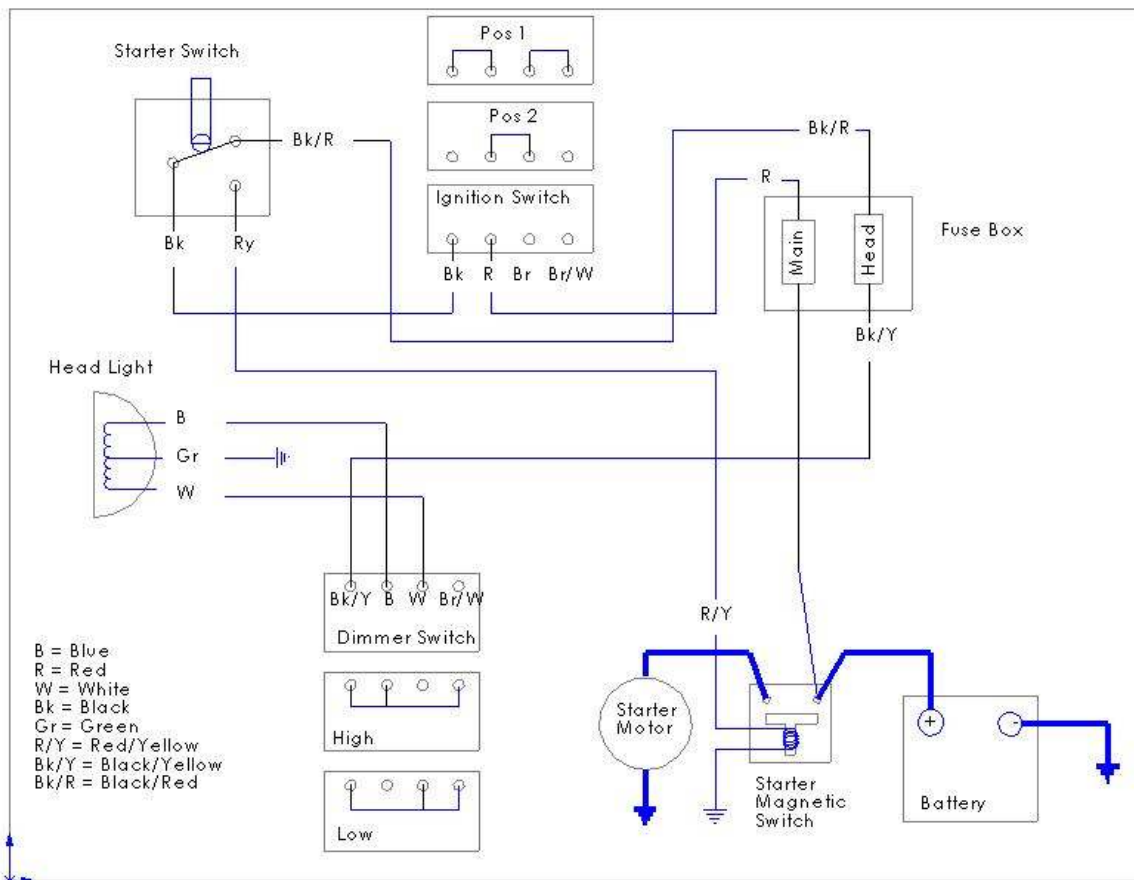 Starter Switch
Pos 1
Pos 2
Ignition Switch
Bk/R
Bk
Ry
Bk R Br Br/W
Bk/R
R
Main
Head
Fuse Box
Bk/Y
Head Light
B
Gr
W
Bk/Y B W Br/W
Dimmer Switch
High
Low
B = Blue
R = Red
W = White
Bk = Black
Gr = Green
R/Y = Red/Yellow
Bk/Y = Black/Yellow
Bk/R = Black/Red
R/Y
Starter
Motor
Starter
Magnetic
Switch
+
-
Battery